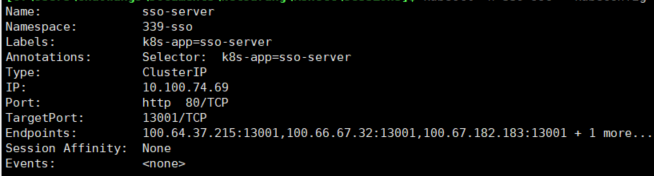 Name: sso-server
Namespace: 339-sso
Labels: k8s-app=sso-server
Annotations: Selector: k8s-app=sso-server
Type: ClusterIP
IP: 10.100.74.69
Port: http 80/TCP
TargetPort: 13001/TCP
Endpoints: 100.64.37.215:13001,100.66.67.32:13001,100.67.182.183:13001 + 1 more...
Session Affinity: None
Events: <none>